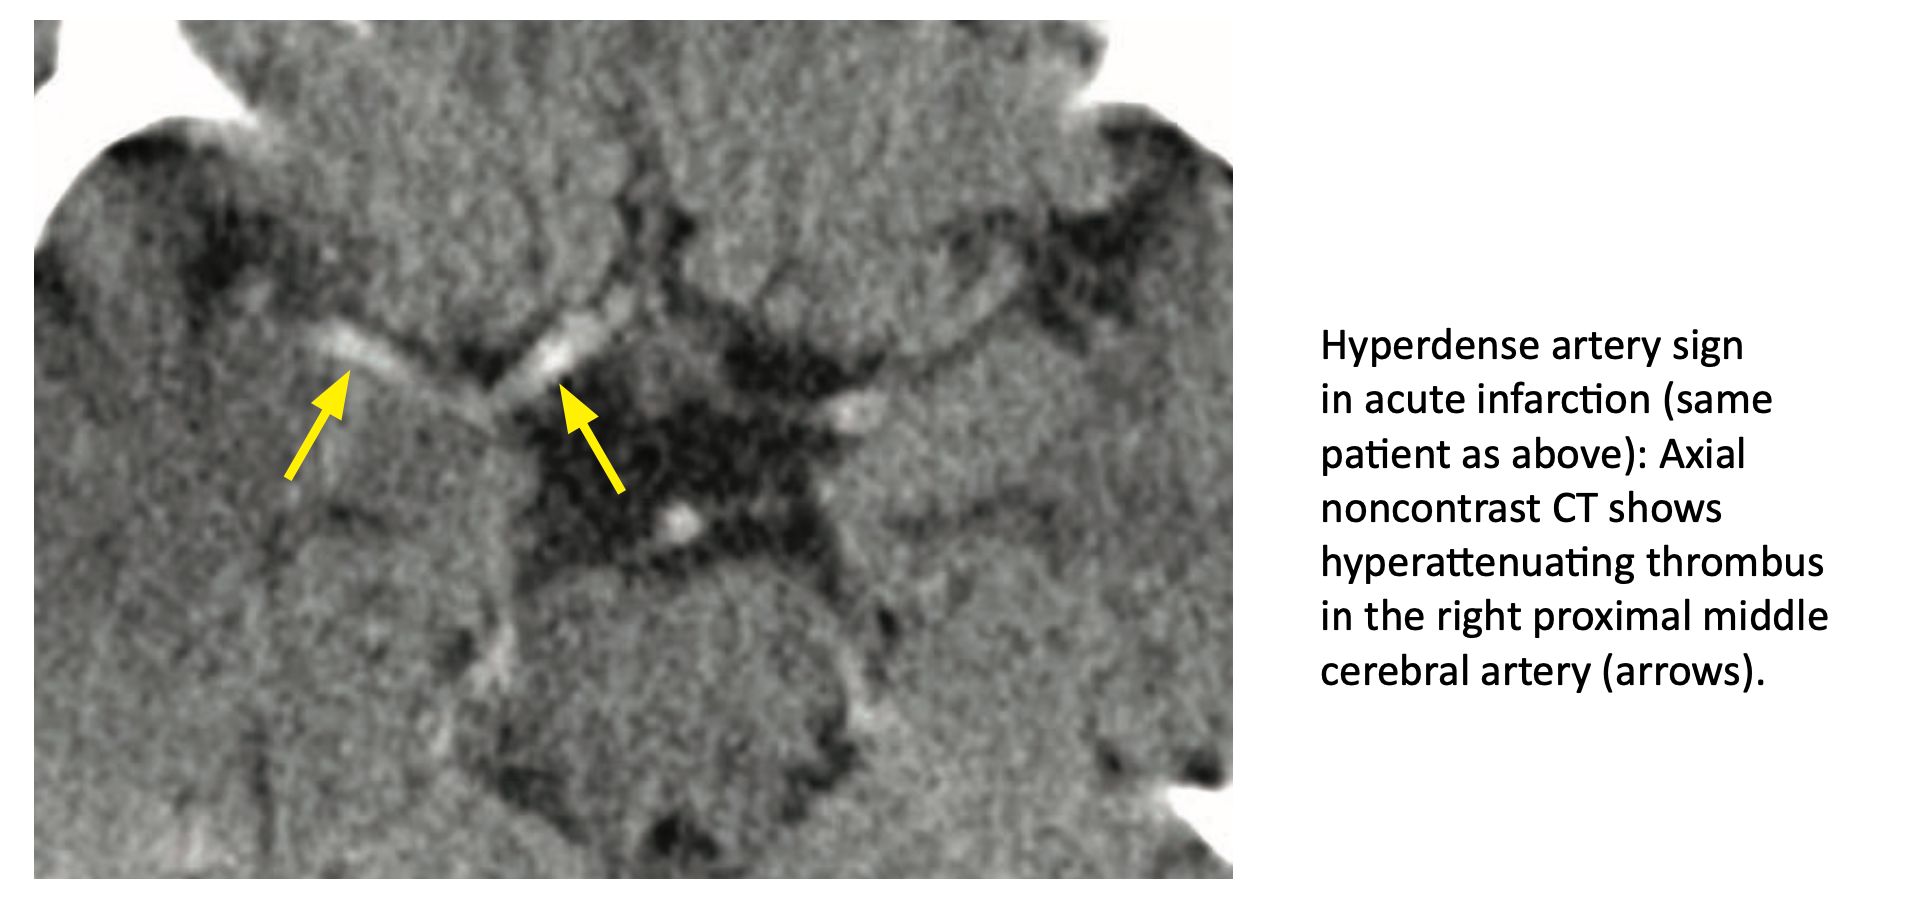 Hyperdense artery sign
in acute infarction (same
patient as above): Axial
noncontrast CT shows
hyperattenuating thrombus
in the right proximal middle
cerebral artery (arrows).